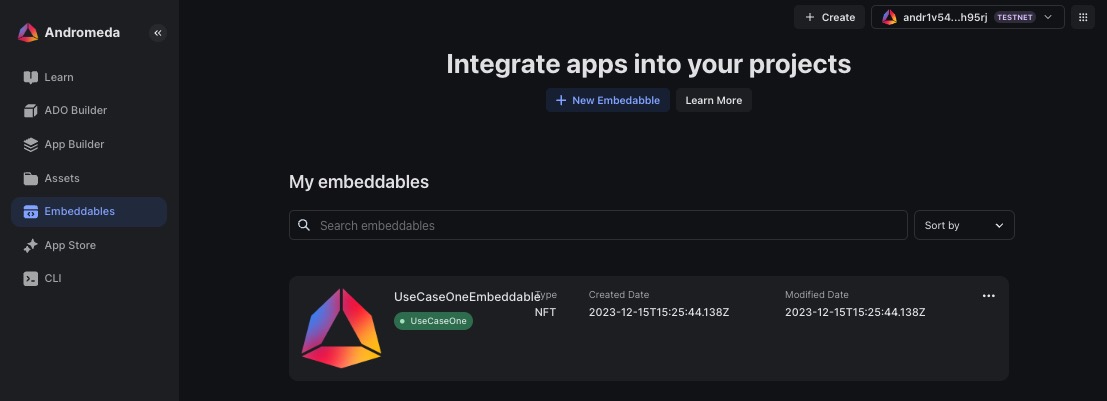 Andromeda
Learn
ADO Builder
App Builder
Assets
Embeddables
App Store
CLI
+ Create
andr1v54...h95rj TESTNET
Integrate apps into your projects
+ New Embedabble
Learn More
My embeddables
Search embeddables
Sort by
UseCaseOneEmbeddable
UseCaseOne
Type
NFT
Created Date
2023-12-15T15:25:44.138Z
Modified Date
2023-12-15T15:25:44.138Z